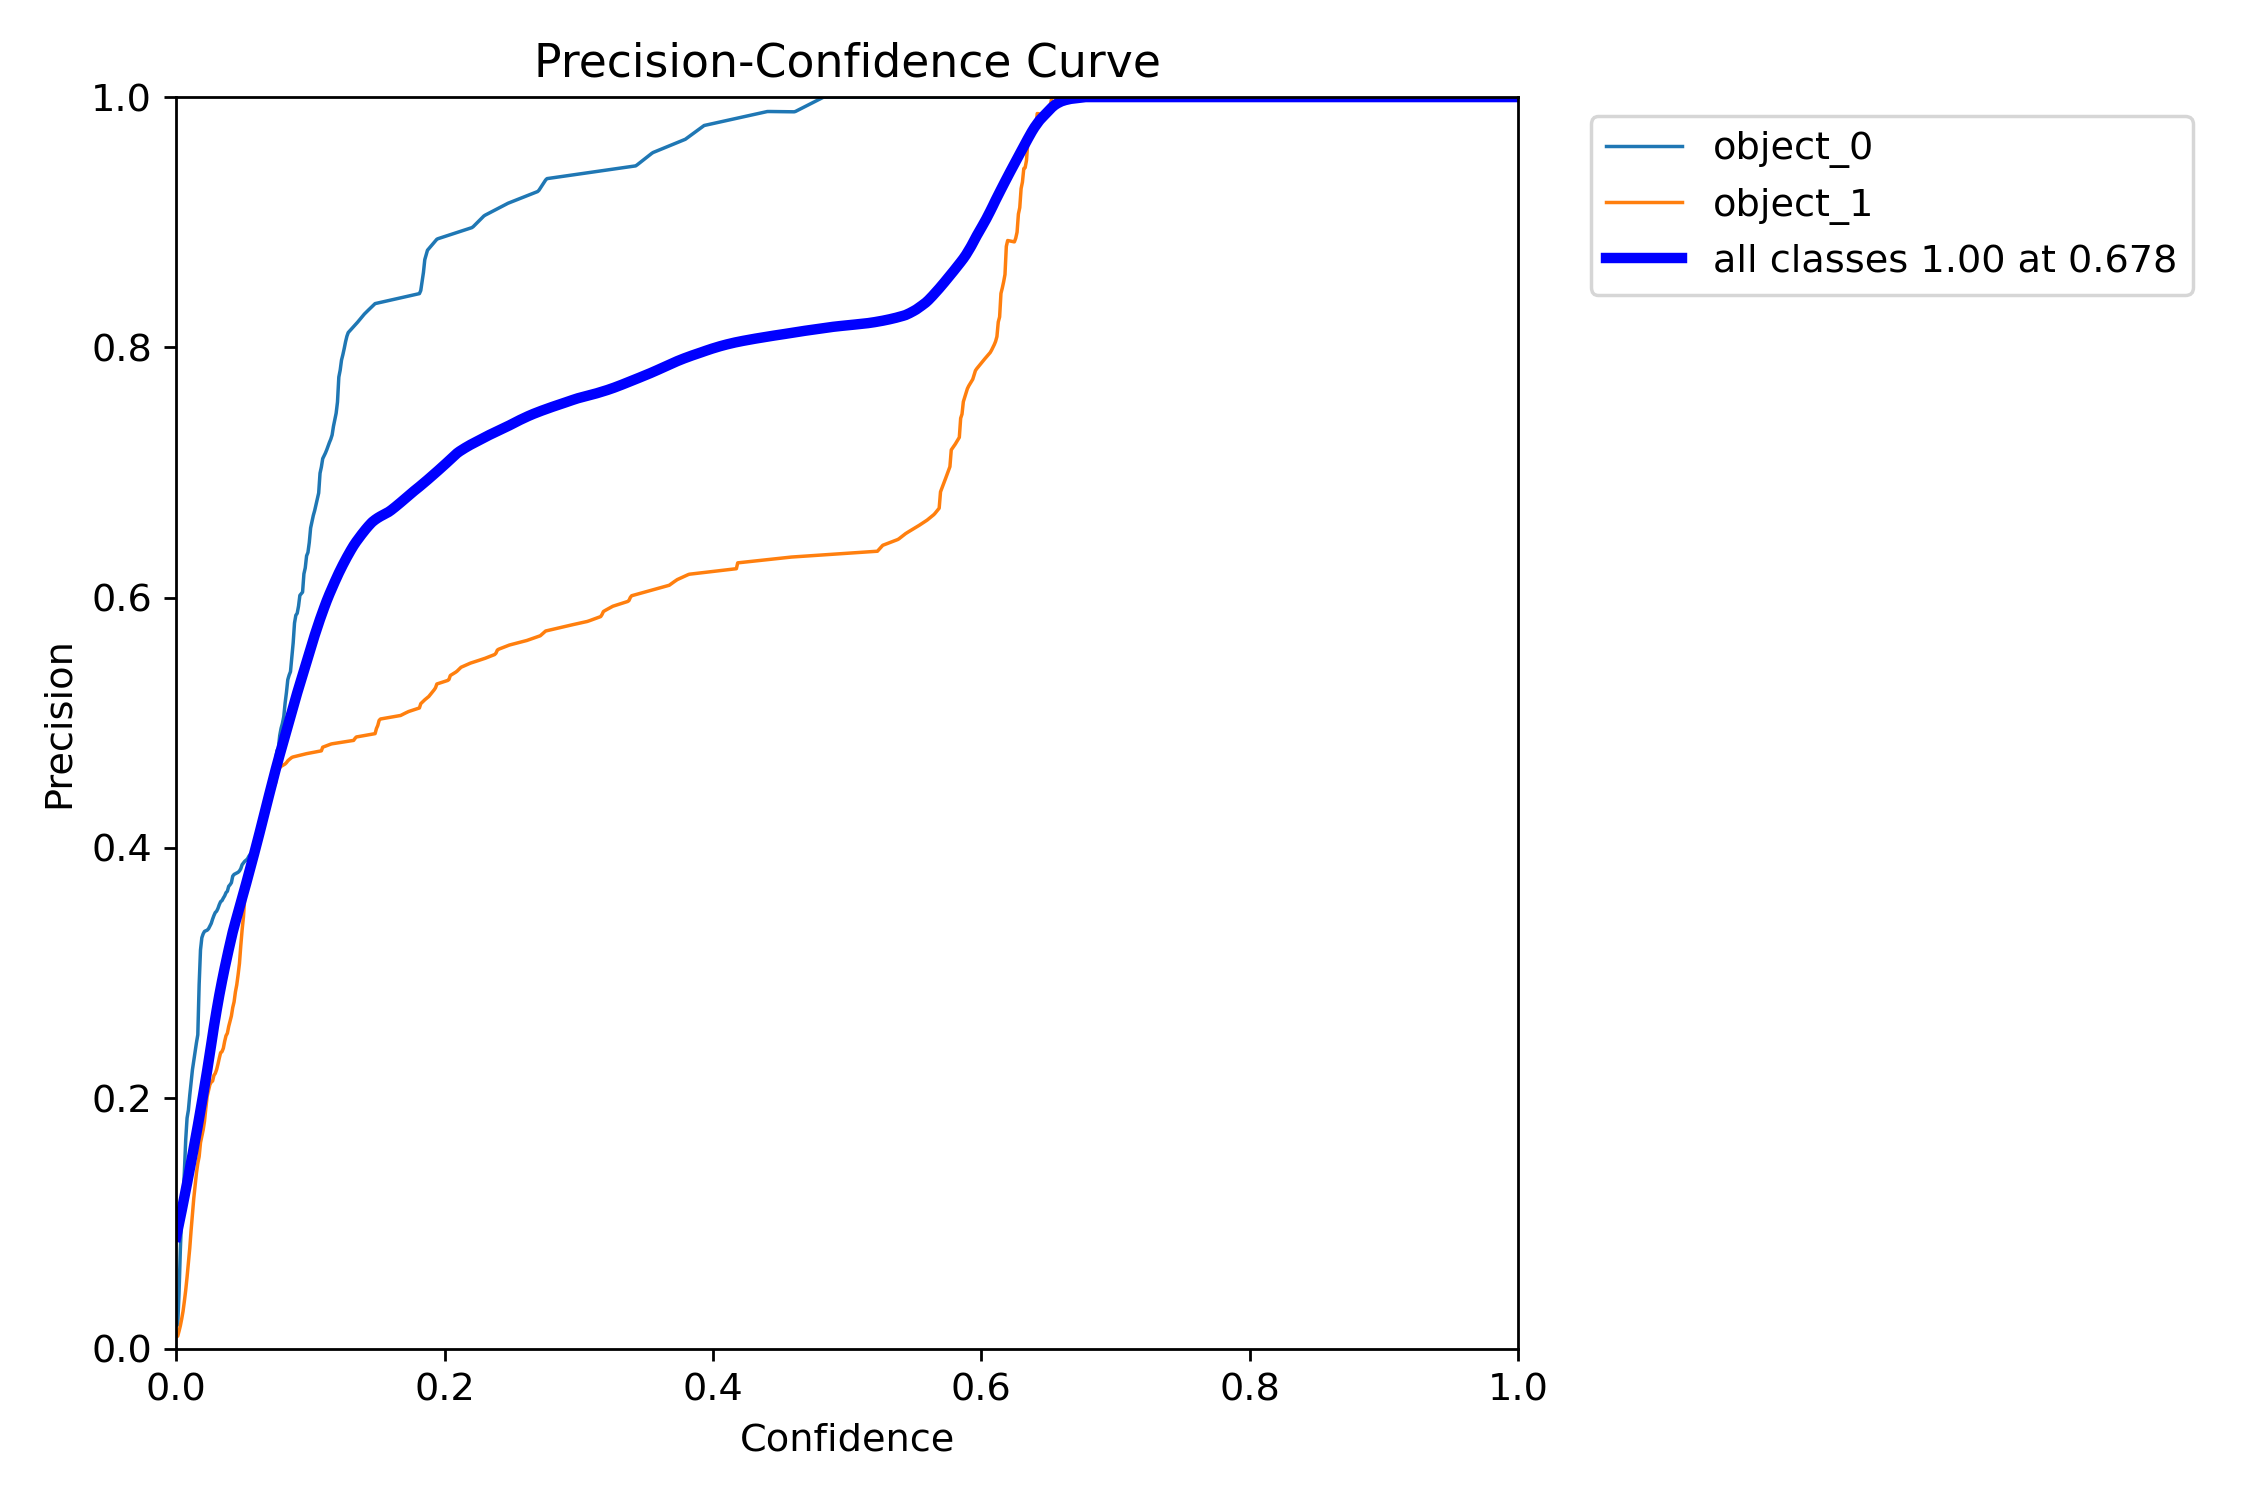 Precision-Confidence Curve
1.0
0.8
0.6
0.4
0.2
0.0
Precision
0.0 0.2 0.4 0.6 0.8 1.0
Confidence
object_0
object_1
all classes 1.00 at 0.678